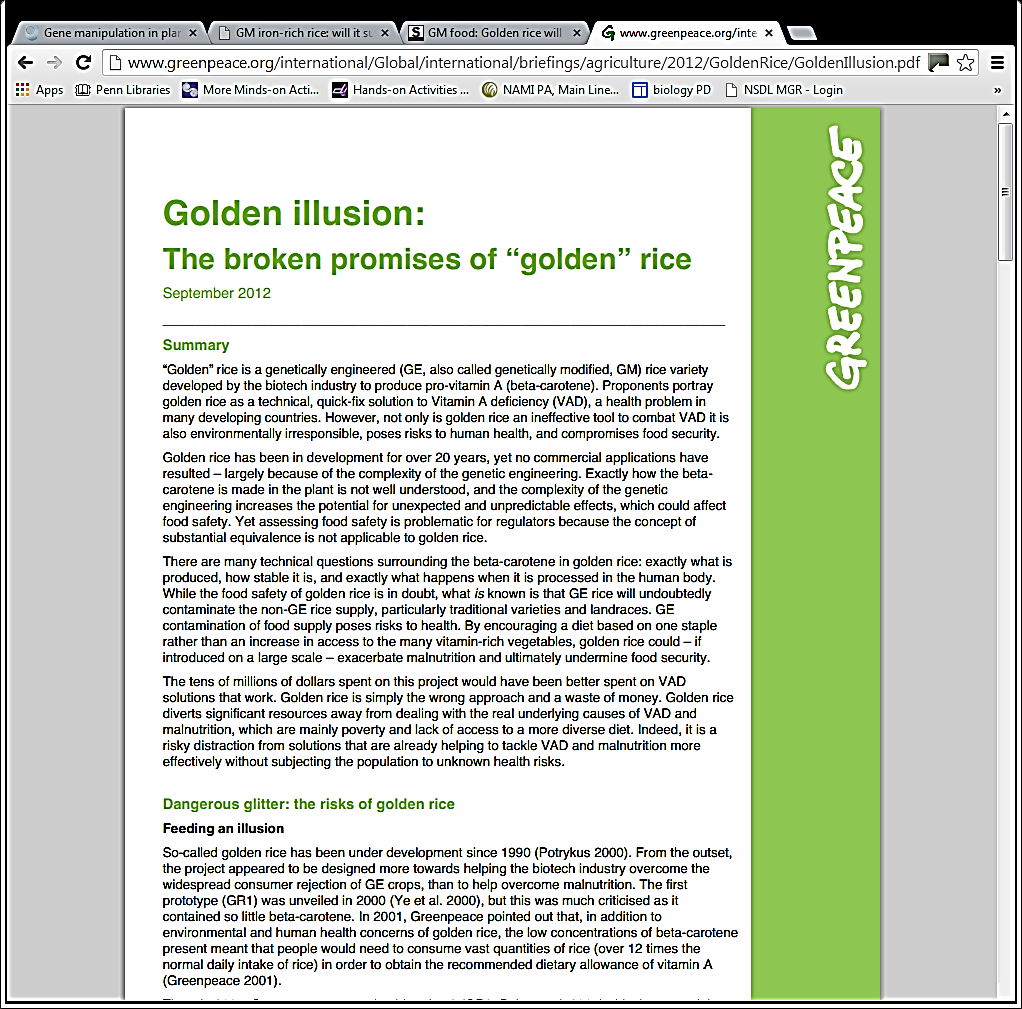 Gene manipulation in plan
GM iron-rich rice: will it su
GM food: Golden rice will
www.greenpeace.org/inte
www.greenpeace.org/international/Global/international/briefings/agriculture/2012/GoldenRice/GoldenIllusion.pdf
Apps Penn Libraries More Minds-on Acti... Hands-on Activities ... NAMI PA, Main Line... biology PD NSDL MGR - Login »
GREENPEACE
Golden illusion:
The broken promises of “golden” rice
September 2012
Summary
“Golden” rice is a genetically engineered (GE, also called genetically modified, GM) rice variety
developed by the biotech industry to produce pro-vitamin A (beta-carotene). Proponents portray
golden rice as a technical, quick-fix solution to Vitamin A deficiency (VAD), a health problem in
many developing countries. However, not only is golden rice an ineffective tool to combat VAD it is
also environmentally irresponsible, poses risks to human health, and compromises food security.
Golden rice has been in development for over 20 years, yet no commercial applications have
resulted – largely because of the complexity of the genetic engineering. Exactly how the beta-
carotene is made in the plant is not well understood, and the complexity of the genetic
engineering increases the potential for unexpected and unpredictable effects, which could affect
food safety. Yet assessing food safety is problematic for regulators because the concept of
substantial equivalence is not applicable to golden rice.
There are many technical questions surrounding the beta-carotene in golden rice: exactly what is
produced, how stable it is, and exactly what happens when it is processed in the human body.
While the food safety of golden rice is in doubt, what is known is that GE rice will undoubtedly
contaminate the non-GE rice supply, particularly traditional varieties and landraces. GE
contamination of food supply poses risks to health. By encouraging a diet based on one staple
rather than an increase in access to the many vitamin-rich vegetables, golden rice could – if
introduced on a large scale – exacerbate malnutrition and ultimately undermine food security.
The tens of millions of dollars spent on this project would have been better spent on VAD
solutions that work. Golden rice is simply the wrong approach and a waste of money. Golden rice
diverts significant resources away from dealing with the real underlying causes of VAD and
malnutrition, which are mainly poverty and lack of access to a more diverse diet. Indeed, it is a
risky distraction from solutions that are already helping to tackle VAD and malnutrition more
effectively without subjecting the population to unknown health risks.
Dangerous glitter: the risks of golden rice
Feeding an illusion
So-called golden rice has been under development since 1990 (Potrykus 2000). From the outset,
the project appeared to be designed more towards helping the biotech industry overcome the
widespread consumer rejection of GE crops, than to help overcome malnutrition. The first
prototype (GR1) was unveiled in 2000 (Ye et al. 2000), but this was much criticised as it
contained so little beta-carotene. In 2001, Greenpeace pointed out that, in addition to
environmental and human health concerns of golden rice, the low concentrations of beta-carotene
present meant that people would need to consume vast quantities of rice (over 12 times the
normal daily intake of rice) in order to obtain the recommended dietary allowance of vitamin A
(Greenpeace 2001).